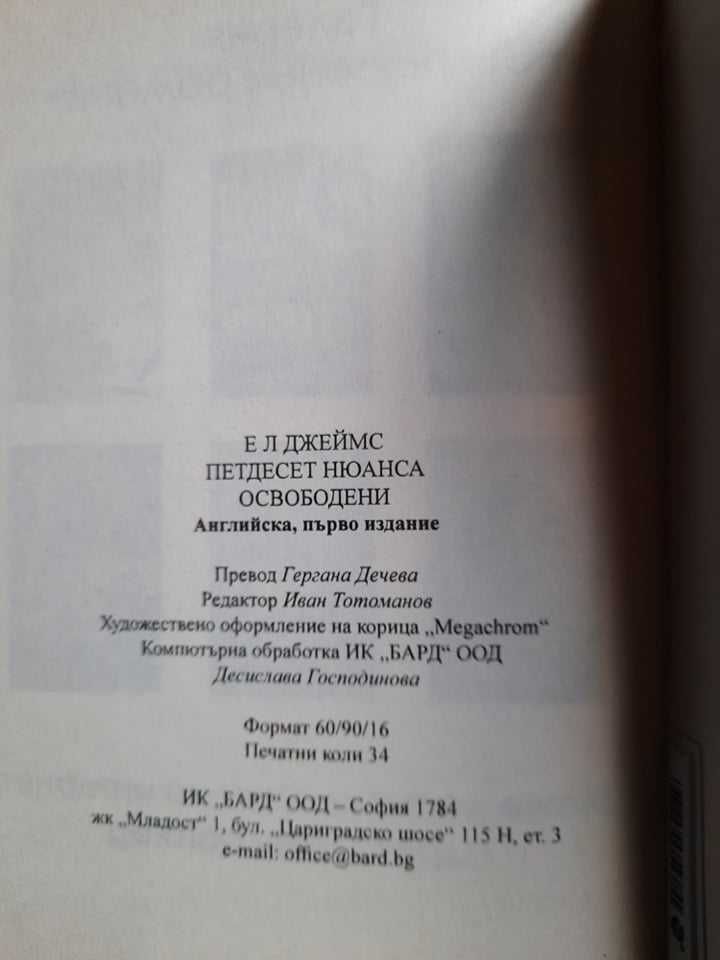 Е Л ДЖЕЙМС
ПЕТДЕСЕТ НЮАНСА
ОСВОБОДЕНИ
Английска, първо издание
Превод Гергана Дечева
Редактор Иван Тотоманов
Художествено оформление на корица „Megachrom“
Компютърна обработка ИК „БАРД“ ООД
Десислава Господинова
Формат 60/90/16
Печатни коли 34
ИК „БАРД“ ООД – София 1784
жк „Младост“ 1, бул. „Цариградско шосе“ 115 Н, ет. 3
e-mail: office@bard.bg